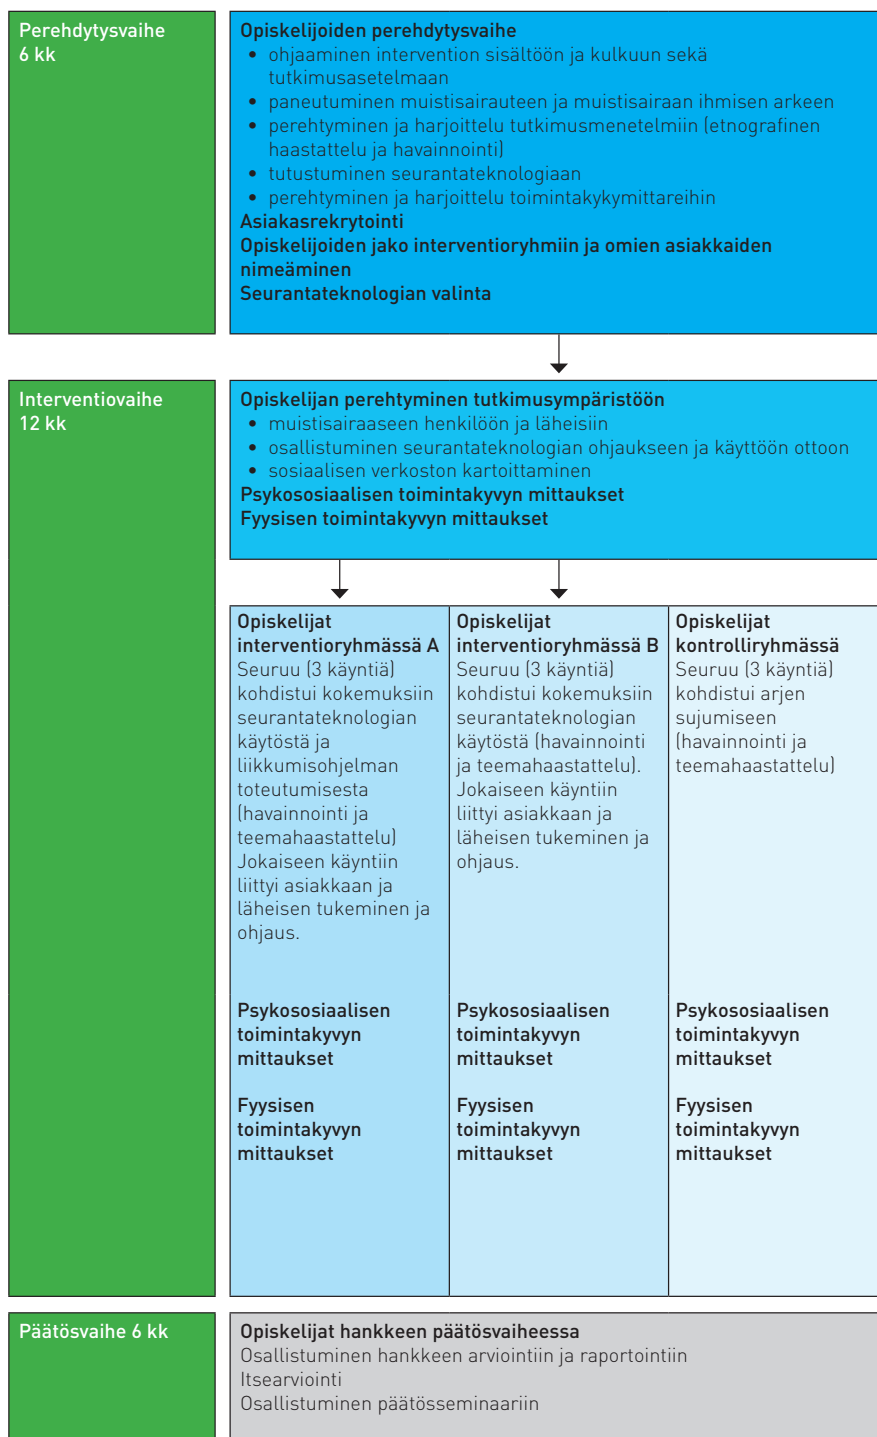 Perehdytysvaihe
6 kk
Opiskelijoiden perehdytysvaihe
• ohjaaminen intervention sisältöön ja kulkuun sekä
tutkimusasetelmaan
• paneutuminen muistisairauteen ja muistisairaan ihmisen arkeen
• perehtyminen ja harjoittelu tutkimusmenetelmiin (etnografinen
haastattelu ja havainnointi)
• tutustuminen seurantateknologiaan
• perehtyminen ja harjoittelu toimintakykymittareihin
Asiakasrekrytointi
Opiskelijoiden jako interventioryhmiin ja omien asiakkaiden
nimeäminen
Seurantateknologian valinta
Interventiovaihe
12 kk
Opiskelijan perehtyminen tutkimusympäristöön
• muistisairaaseen henkilöön ja läheisiin
• osallistuminen seurantateknologian ohjaukseen ja käyttöön ottoon
• sosiaalisen verkoston kartoittaminen
Psykososiaalisen toimintakyvyn mittaukset
Fyysisen toimintakyvyn mittaukset
Opiskelijat
interventioryhmässä A
Seuruu (3 käyntiä)
kohdistui kokemuksiin
seurantateknologian
käytöstä ja
liikkumisohjelman
toteutumisesta
(havainnointi ja
teemahaastattelu)
Jokaiseen käyntiin
liittyi asiakkaan ja
läheisen tukeminen ja
ohjaus.
Psykososiaalisen
toimintakyvyn
mittaukset
Fyysisen
toimintakyvyn
mittaukset
Opiskelijat
interventioryhmässä B
Seuruu (3 käyntiä)
kohdistui kokemuksiin
seurantateknologian
käytöstä (havainnointi
ja teemahaastattelu).
Jokaiseen käyntiin
liittyi asiakkaan ja
läheisen tukeminen ja
ohjaus.
Psykososiaalisen
toimintakyvyn
mittaukset
Fyysisen
toimintakyvyn
mittaukset
Opiskelijat
kontrolliryhmässä
Seuruu (3 käyntiä)
kohdistui arjen
sujumiseen
(havainnointi ja
teemahaastattelu)
Psykososiaalisen
toimintakyvyn
mittaukset
Fyysisen
toimintakyvyn
mittaukset
Päätösvaihe 6 kk
Opiskelijat hankkeen päätösvaiheessa
Osallistuminen hankkeen arviointiin ja raportointiin
Itsearviointi
Osallistuminen päätösseminaariin